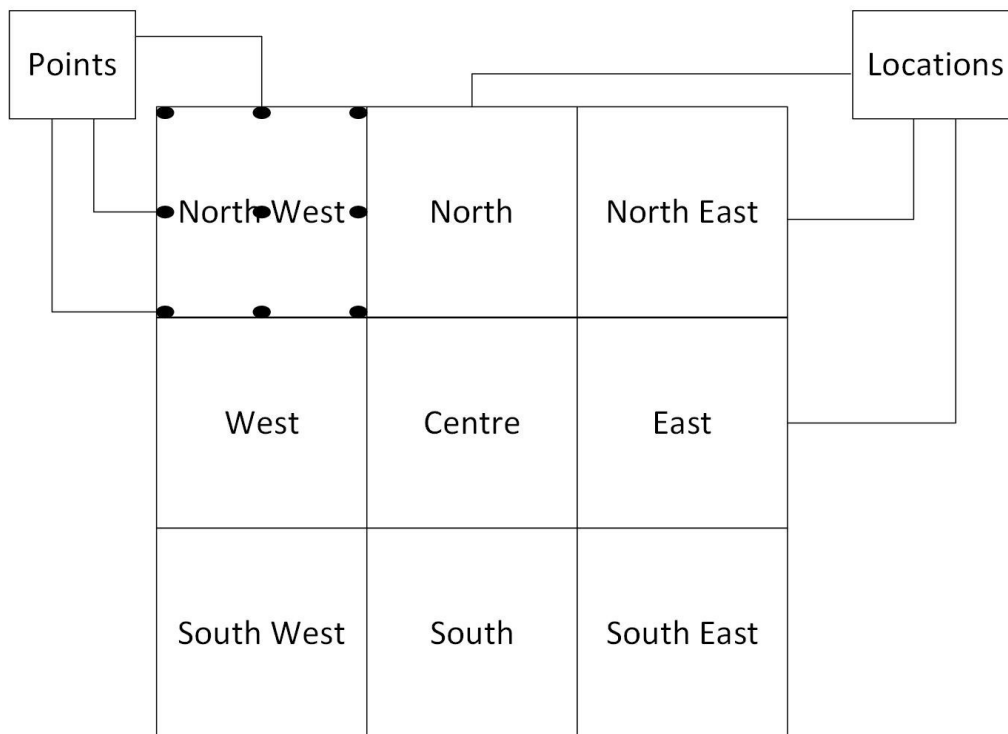 Points
Locations
North West
North
North East
West
Centre
East
South West
South
South East